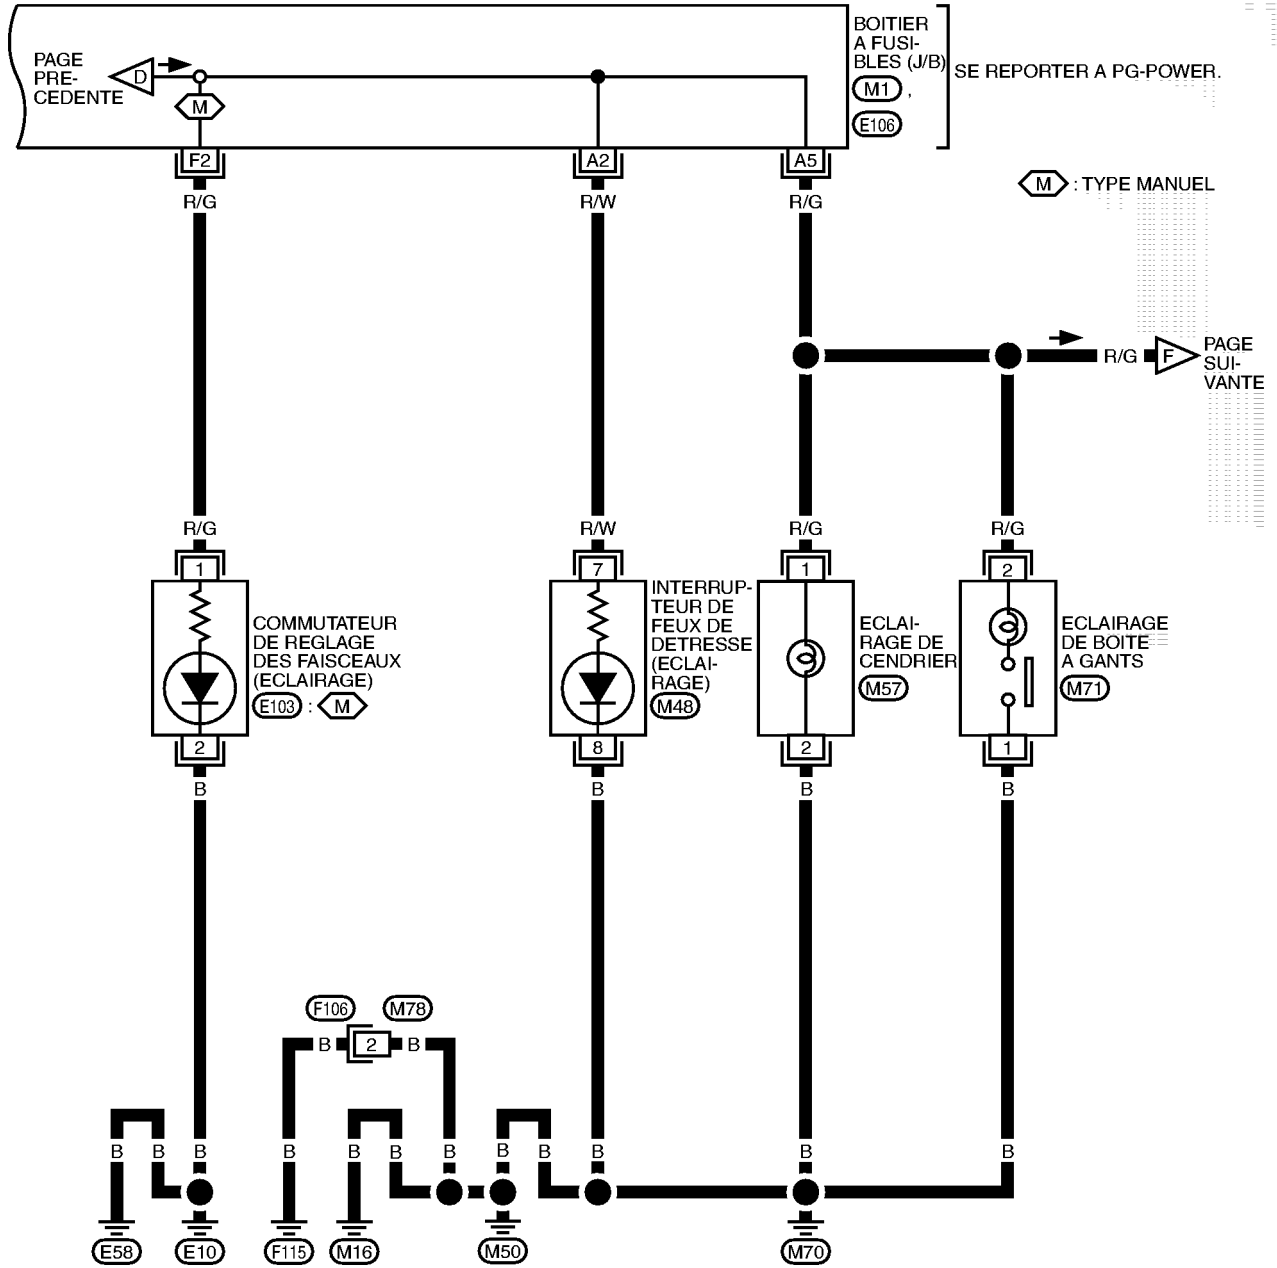 BOITIER
A FUSI-
BLES (J/B)
M1 ,
E106
SE REPORTER A PG-POWER.
PAGE
PRE-
CEDENTE
D
M
F2
A2
A5
M : TYPE MANUEL
R/G
R/W
R/G
R/G
F
PAGE
SUI-
VANTE
R/G
R/W
R/G
R/G
1
7
1
2
COMMUTATEUR
DE REGLAGE
DES FAISCEAUX
(ECLAIRAGE)
E103 : M
INTERRUP-
TEUR DE
FEUX DE
DETRESSE
(ECLAI-
RAGE)
M48
ECLAI-
RAGE DE
CENDRIER
M57
ECLAIRAGE
DE BOITE
A GANTS
M71
2
8
2
1
B
B
B
B
F106
M78
B
2
B
B
B
B
B
B
B
B
B
B
B
B
B
E58
E10
F115
M16
M50
M70